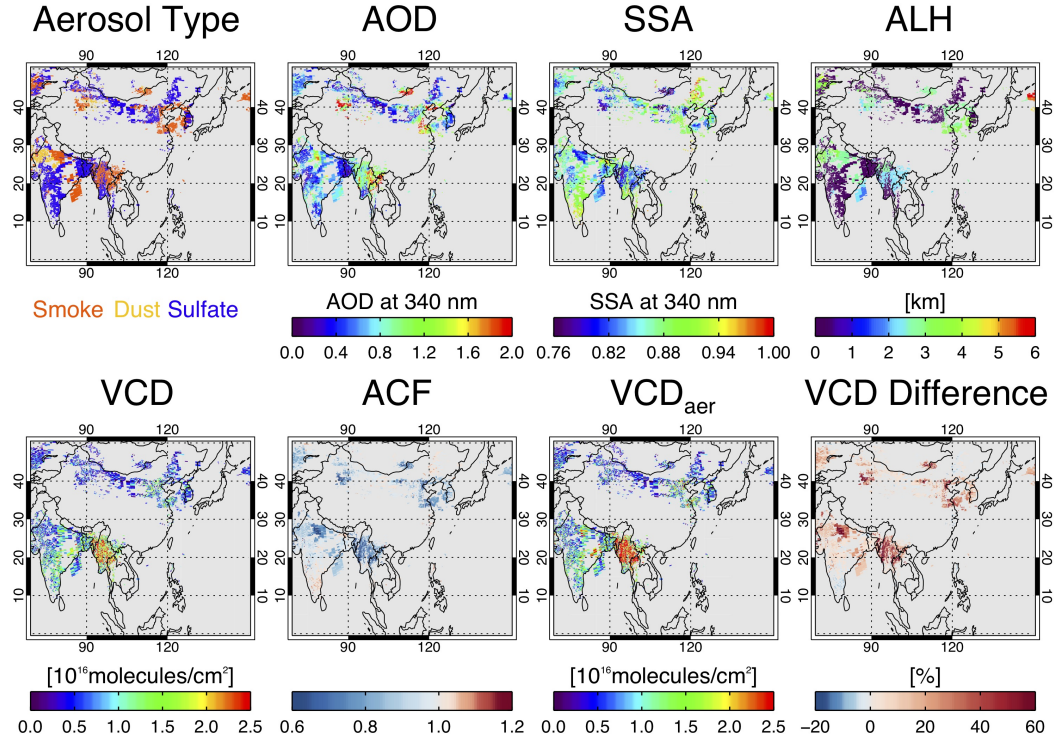 Aerosol Type AOD SSA ALH
90 120 90 120 90 120 90 120
10 20 30 40 10 20 30 40 10 20 30 40 10 20 30 40 10 20 30 40
90 120 90 120 90 120 90 120
Smoke Dust Sulfate AOD at 340 nm SSA at 340 nm [km]
0.0 0.4 0.8 1.2 1.6 2.0 0.76 0.82 0.88 0.94 1.00 0 1 2 3 4 5 6
VCD ACF VCDaer VCD Difference
90 120 90 120 90 120 90 120
10 20 30 40 10 20 30 40 10 20 30 40 10 20 30 40 10 20 30 40
90 120 90 120 90 120 90 120
[10¹⁶molecules/cm²] [10¹⁶molecules/cm²] [%]
0.0 0.5 1.0 1.5 2.0 2.5 0.6 0.8 1.0 1.2 0.0 0.5 1.0 1.5 2.0 2.5 −20 0 20 40 60